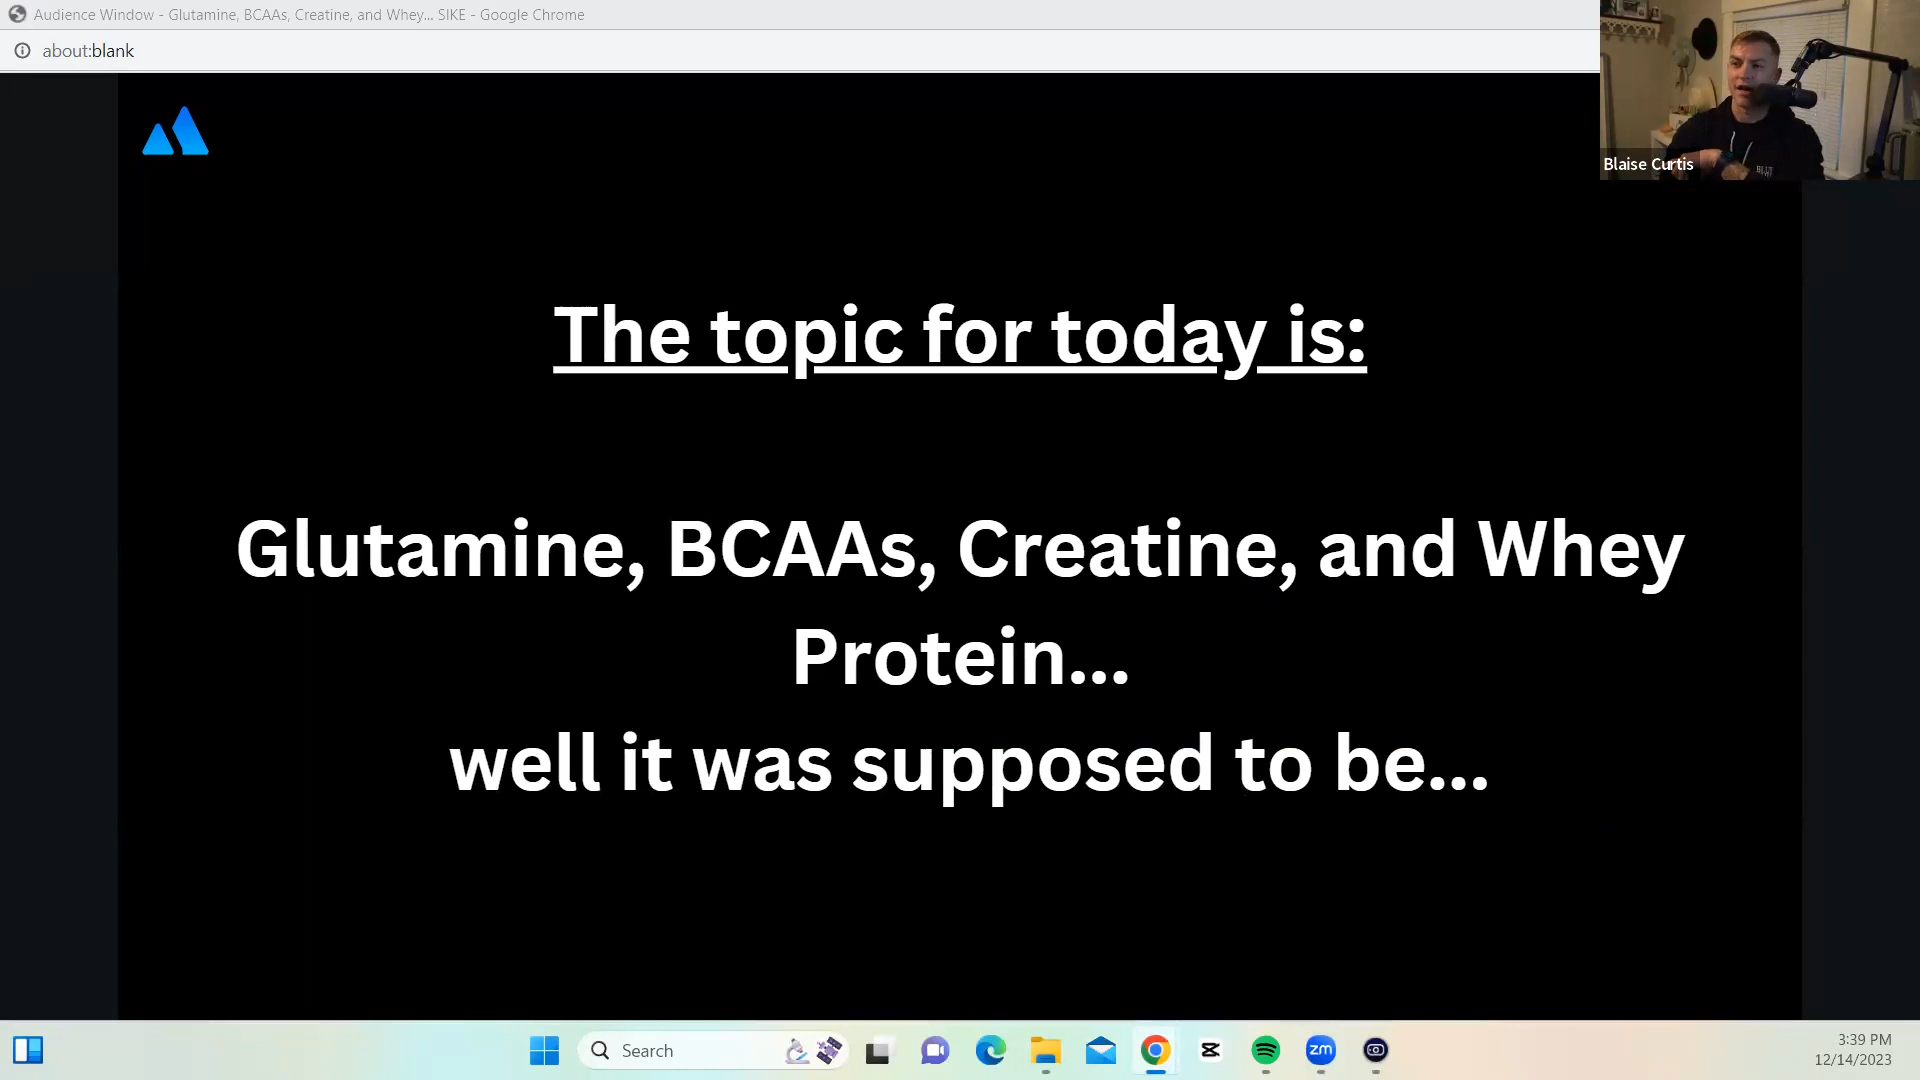 Audience Window - Glutamine, BCAAs, Creatine, and Whey... SIKE - Google Chrome
about:blank
Blaise Curtis
The topic for today is:
Glutamine, BCAAs, Creatine, and Whey
Protein...
well it was supposed to be...
Search
zm
3:39 PM
12/14/2023